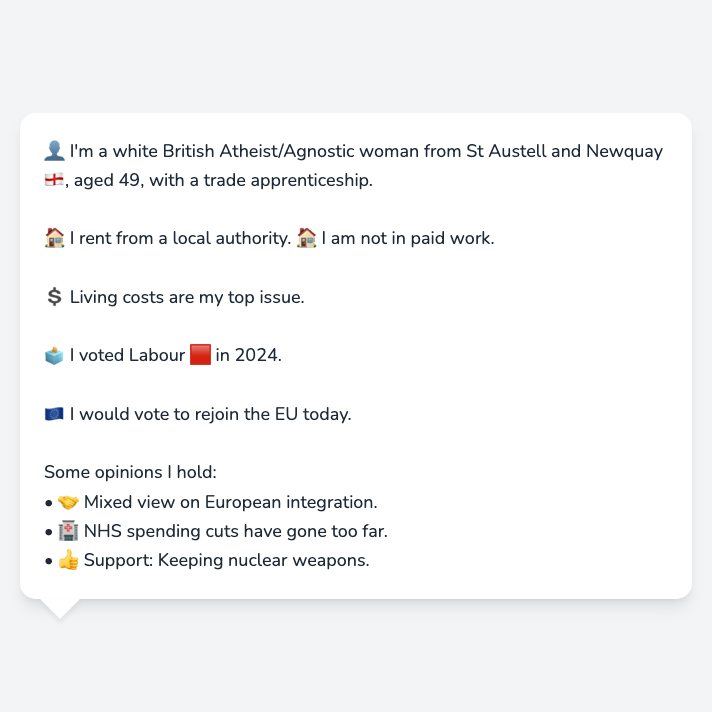 👤 I'm a white British Atheist/Agnostic woman from St Austell and Newquay
🏴󠁧󠁢󠁥󠁮󠁧󠁿, aged 49, with a trade apprenticeship.
🏠 I rent from a local authority. 🏠 I am not in paid work.
💲 Living costs are my top issue.
🗳️ I voted Labour 🟥 in 2024.
🇪🇺 I would vote to rejoin the EU today.
Some opinions I hold:
• 🤝 Mixed view on European integration.
• 🏥 NHS spending cuts have gone too far.
• 👍 Support: Keeping nuclear weapons.